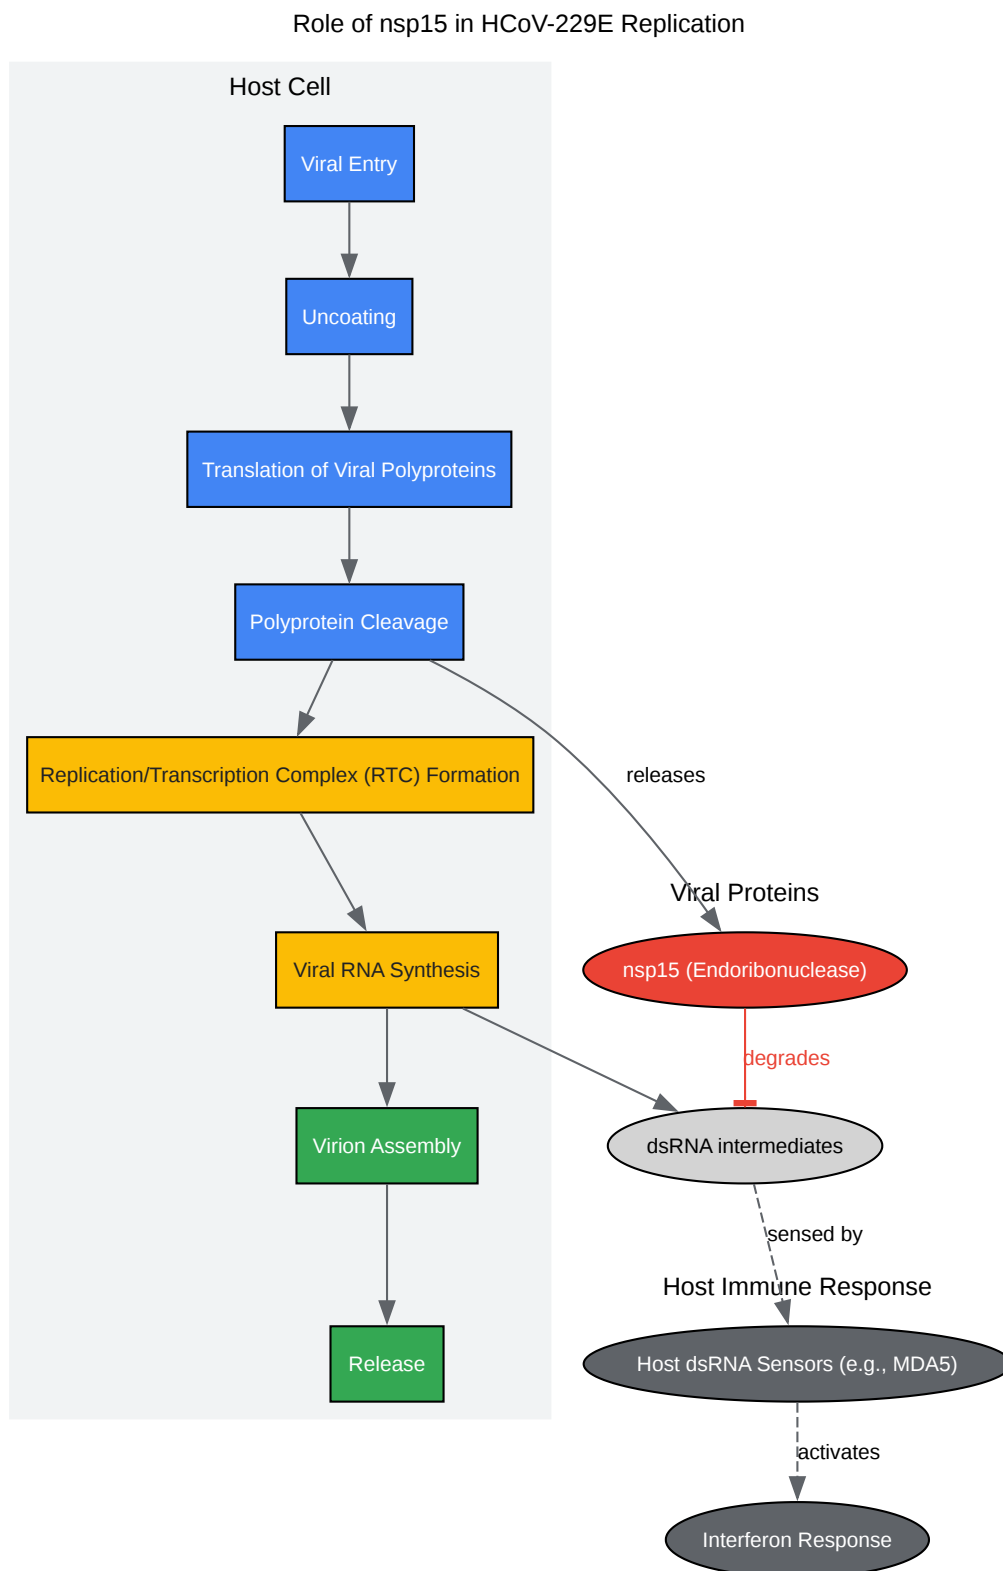 Role of nsp15 in HCoV-229E Replication
Host Cell
Viral Entry
Uncoating
Translation of Viral Polyproteins
Polyprotein Cleavage
Replication/Transcription Complex (RTC) Formation
releases
Viral Proteins
Viral RNA Synthesis
nsp15 (Endoribonuclease)
degrades
Virion Assembly
dsRNA intermediates
sensed by
Host Immune Response
Release
Host dsRNA Sensors (e.g., MDA5)
activates
Interferon Response